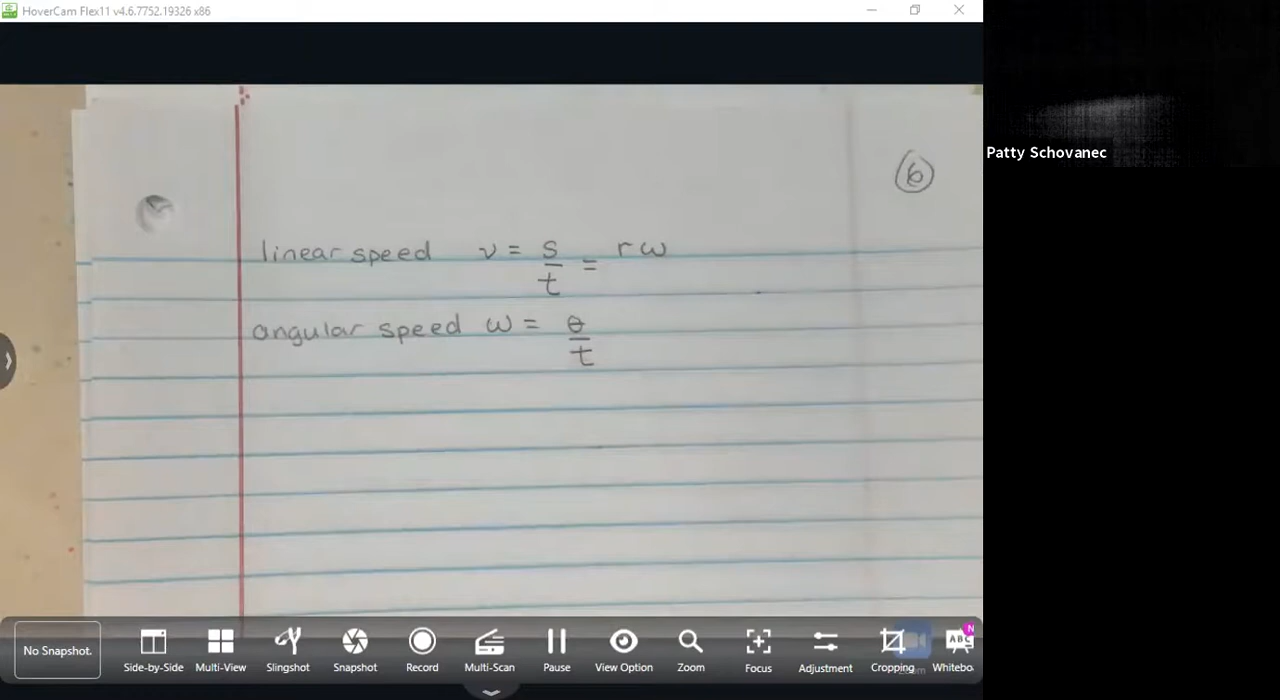 HoverCam Flex11 v4.6.7752.19326 x86
Patty Schovanec
6
linear speed v = s/t = rω
angular speed ω = θ/t
No Snapshot.
Side-by-Side Multi-View Slingshot Snapshot Record Multi-Scan Pause View Option Zoom Focus Adjustment Cropping Whitebo
N
ABC